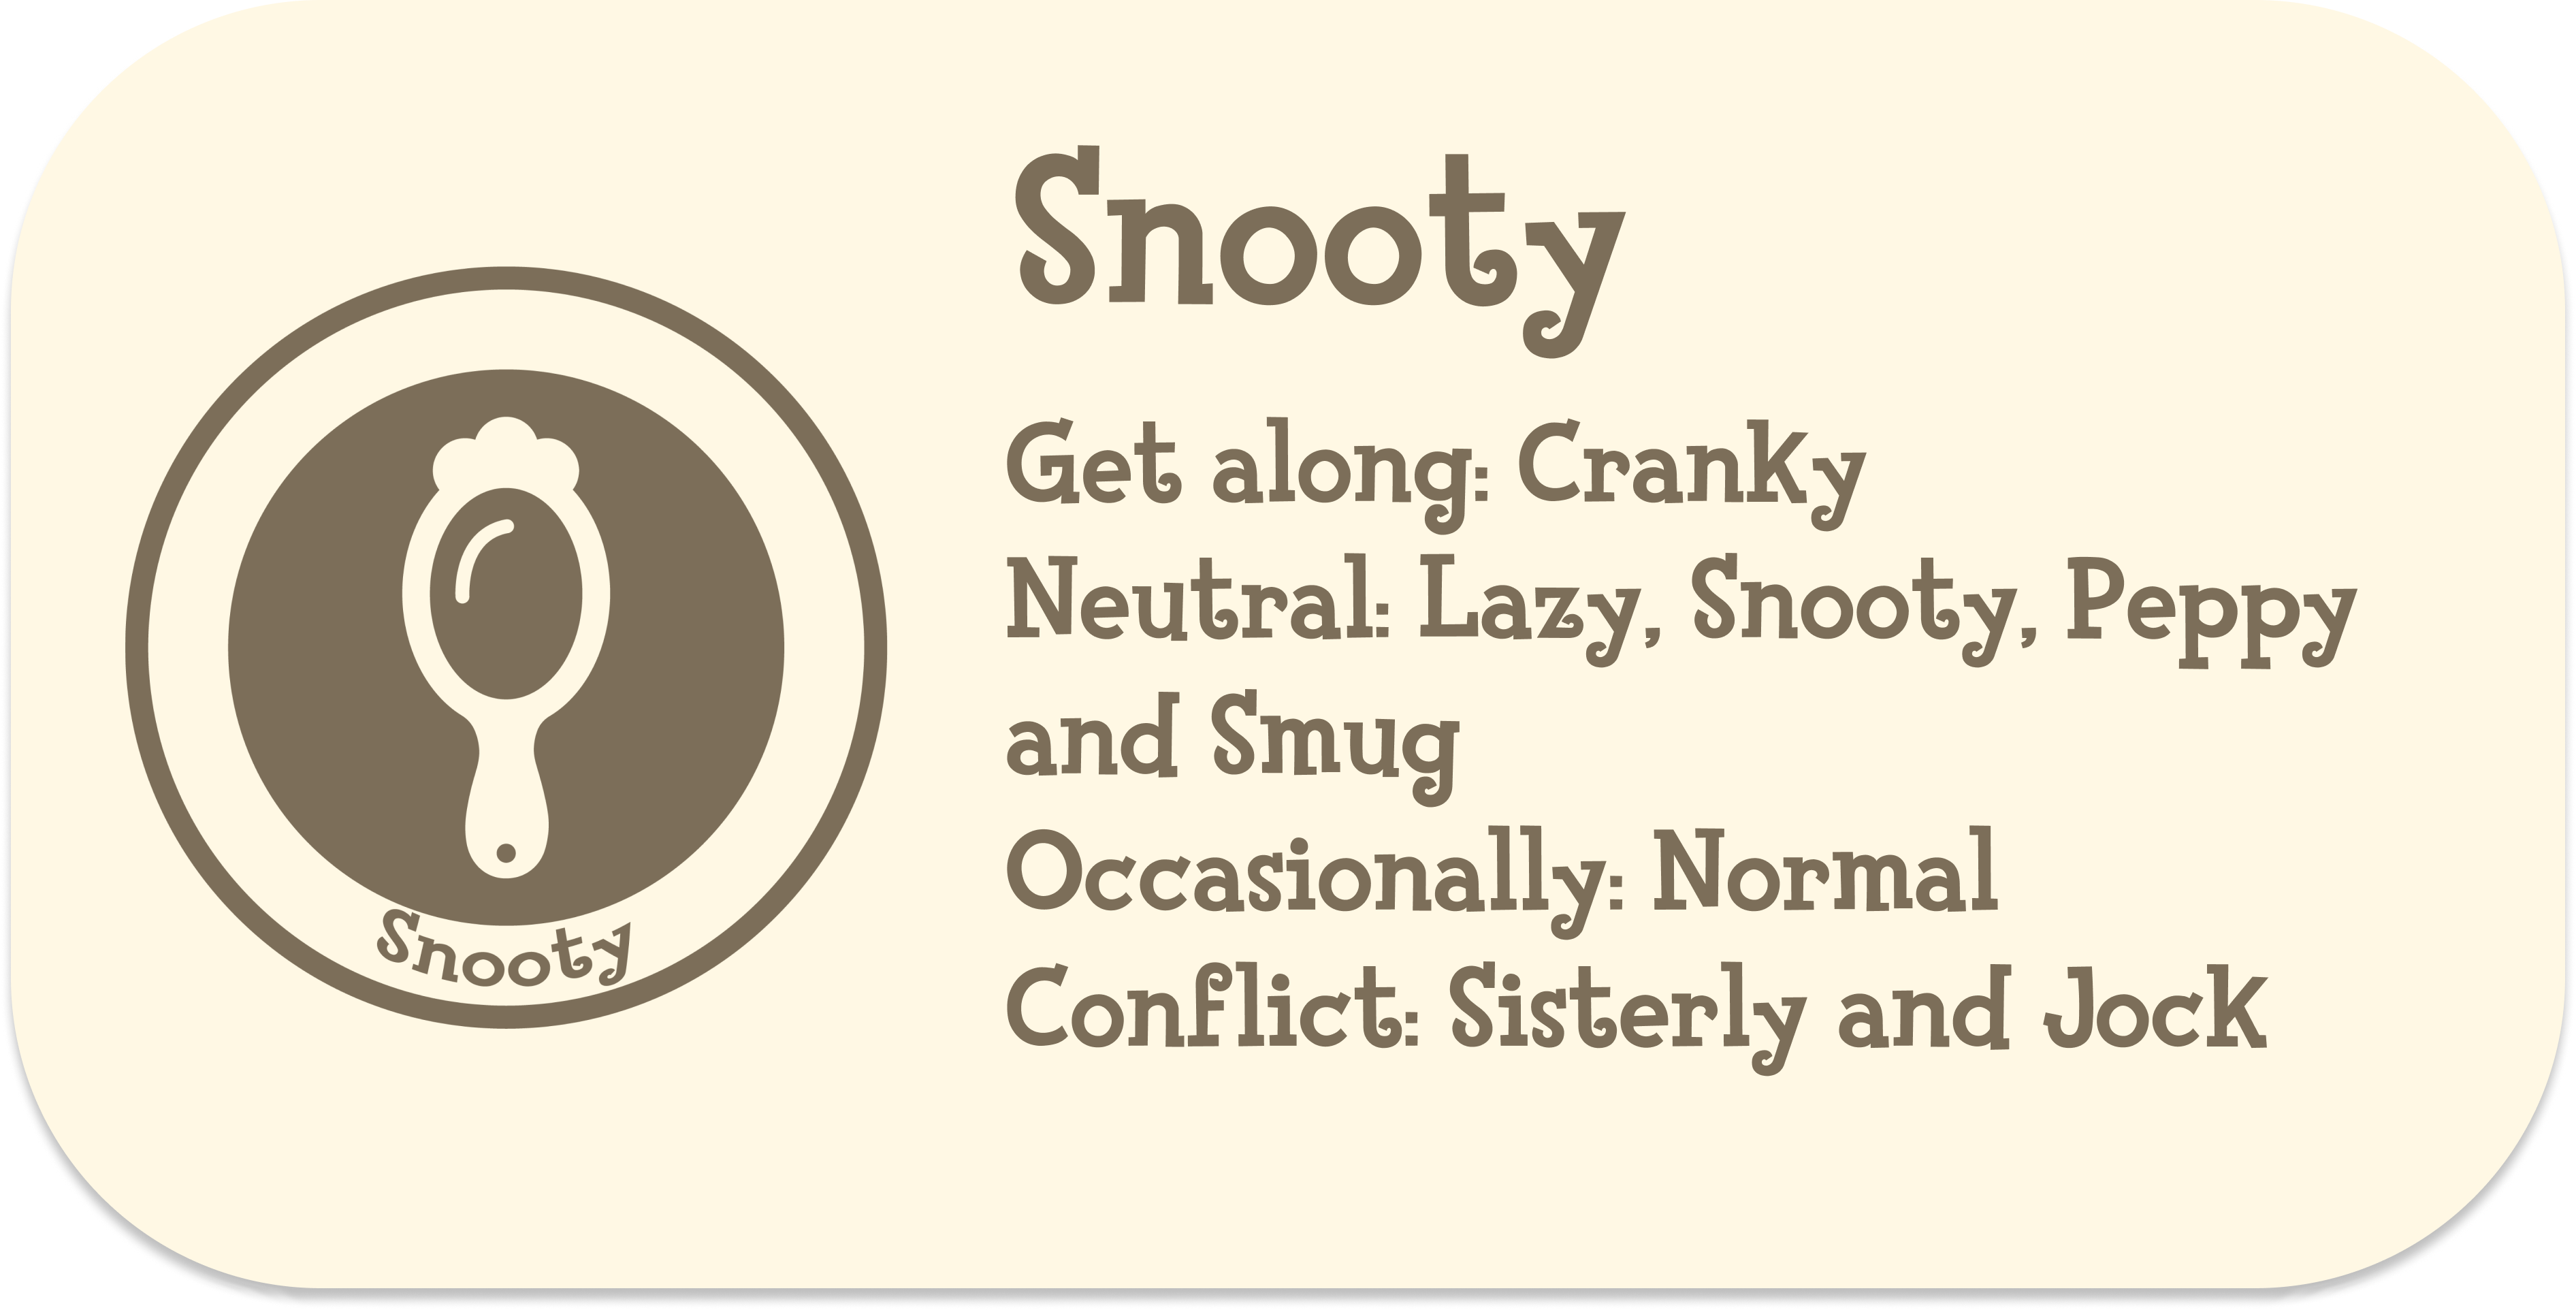 Snooty
Get along: Cranky
Neutral: Lazy, Snooty, Peppy
and Smug
Occasionally: Normal
Conflict: Sisterly and Jock
Snooty